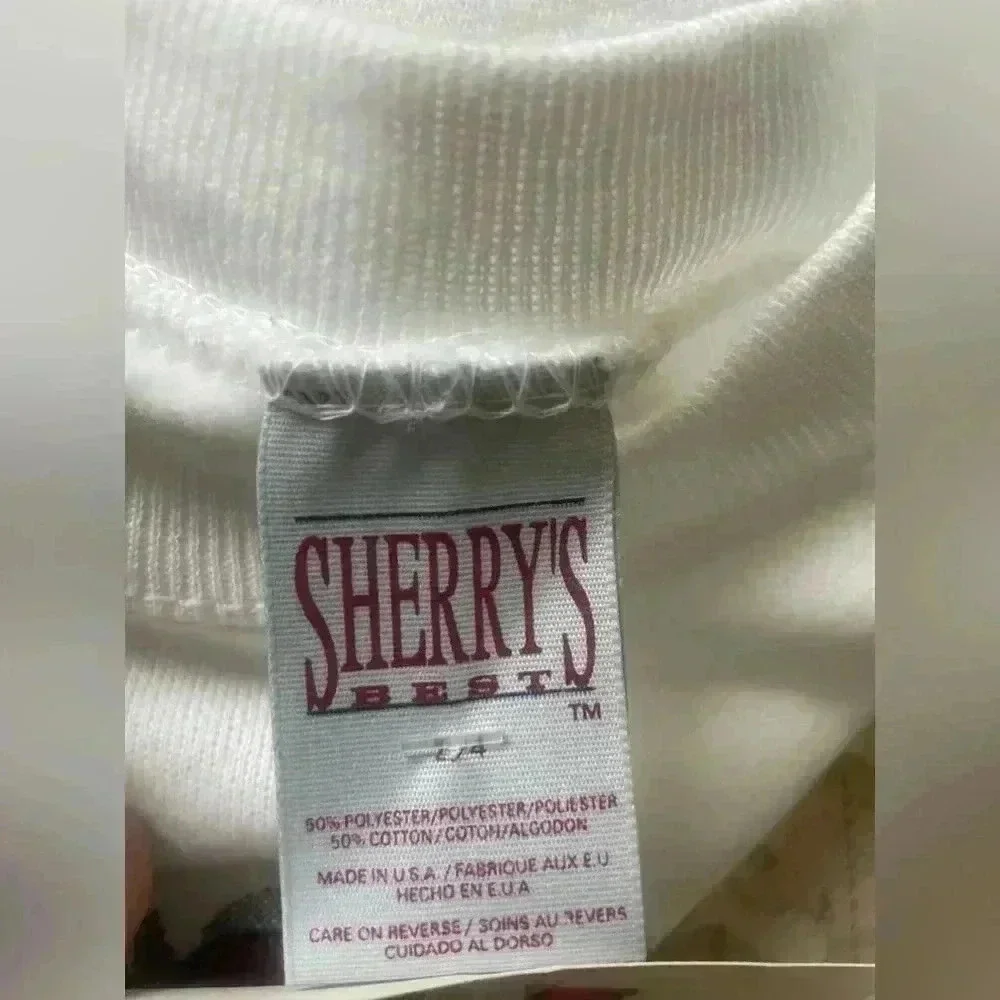 SHERRY'S
BEST
TM
50% POLYESTER/POLYESTER/POLIESTER
50% COTTON/COTON/ALGODON
MADE IN U.S.A. / FABRIQUE AUX E.U
HECHO EN E.U.A
CARE ON REVERSE / SOINS AU REVERS
CUIDADO AL DORSO